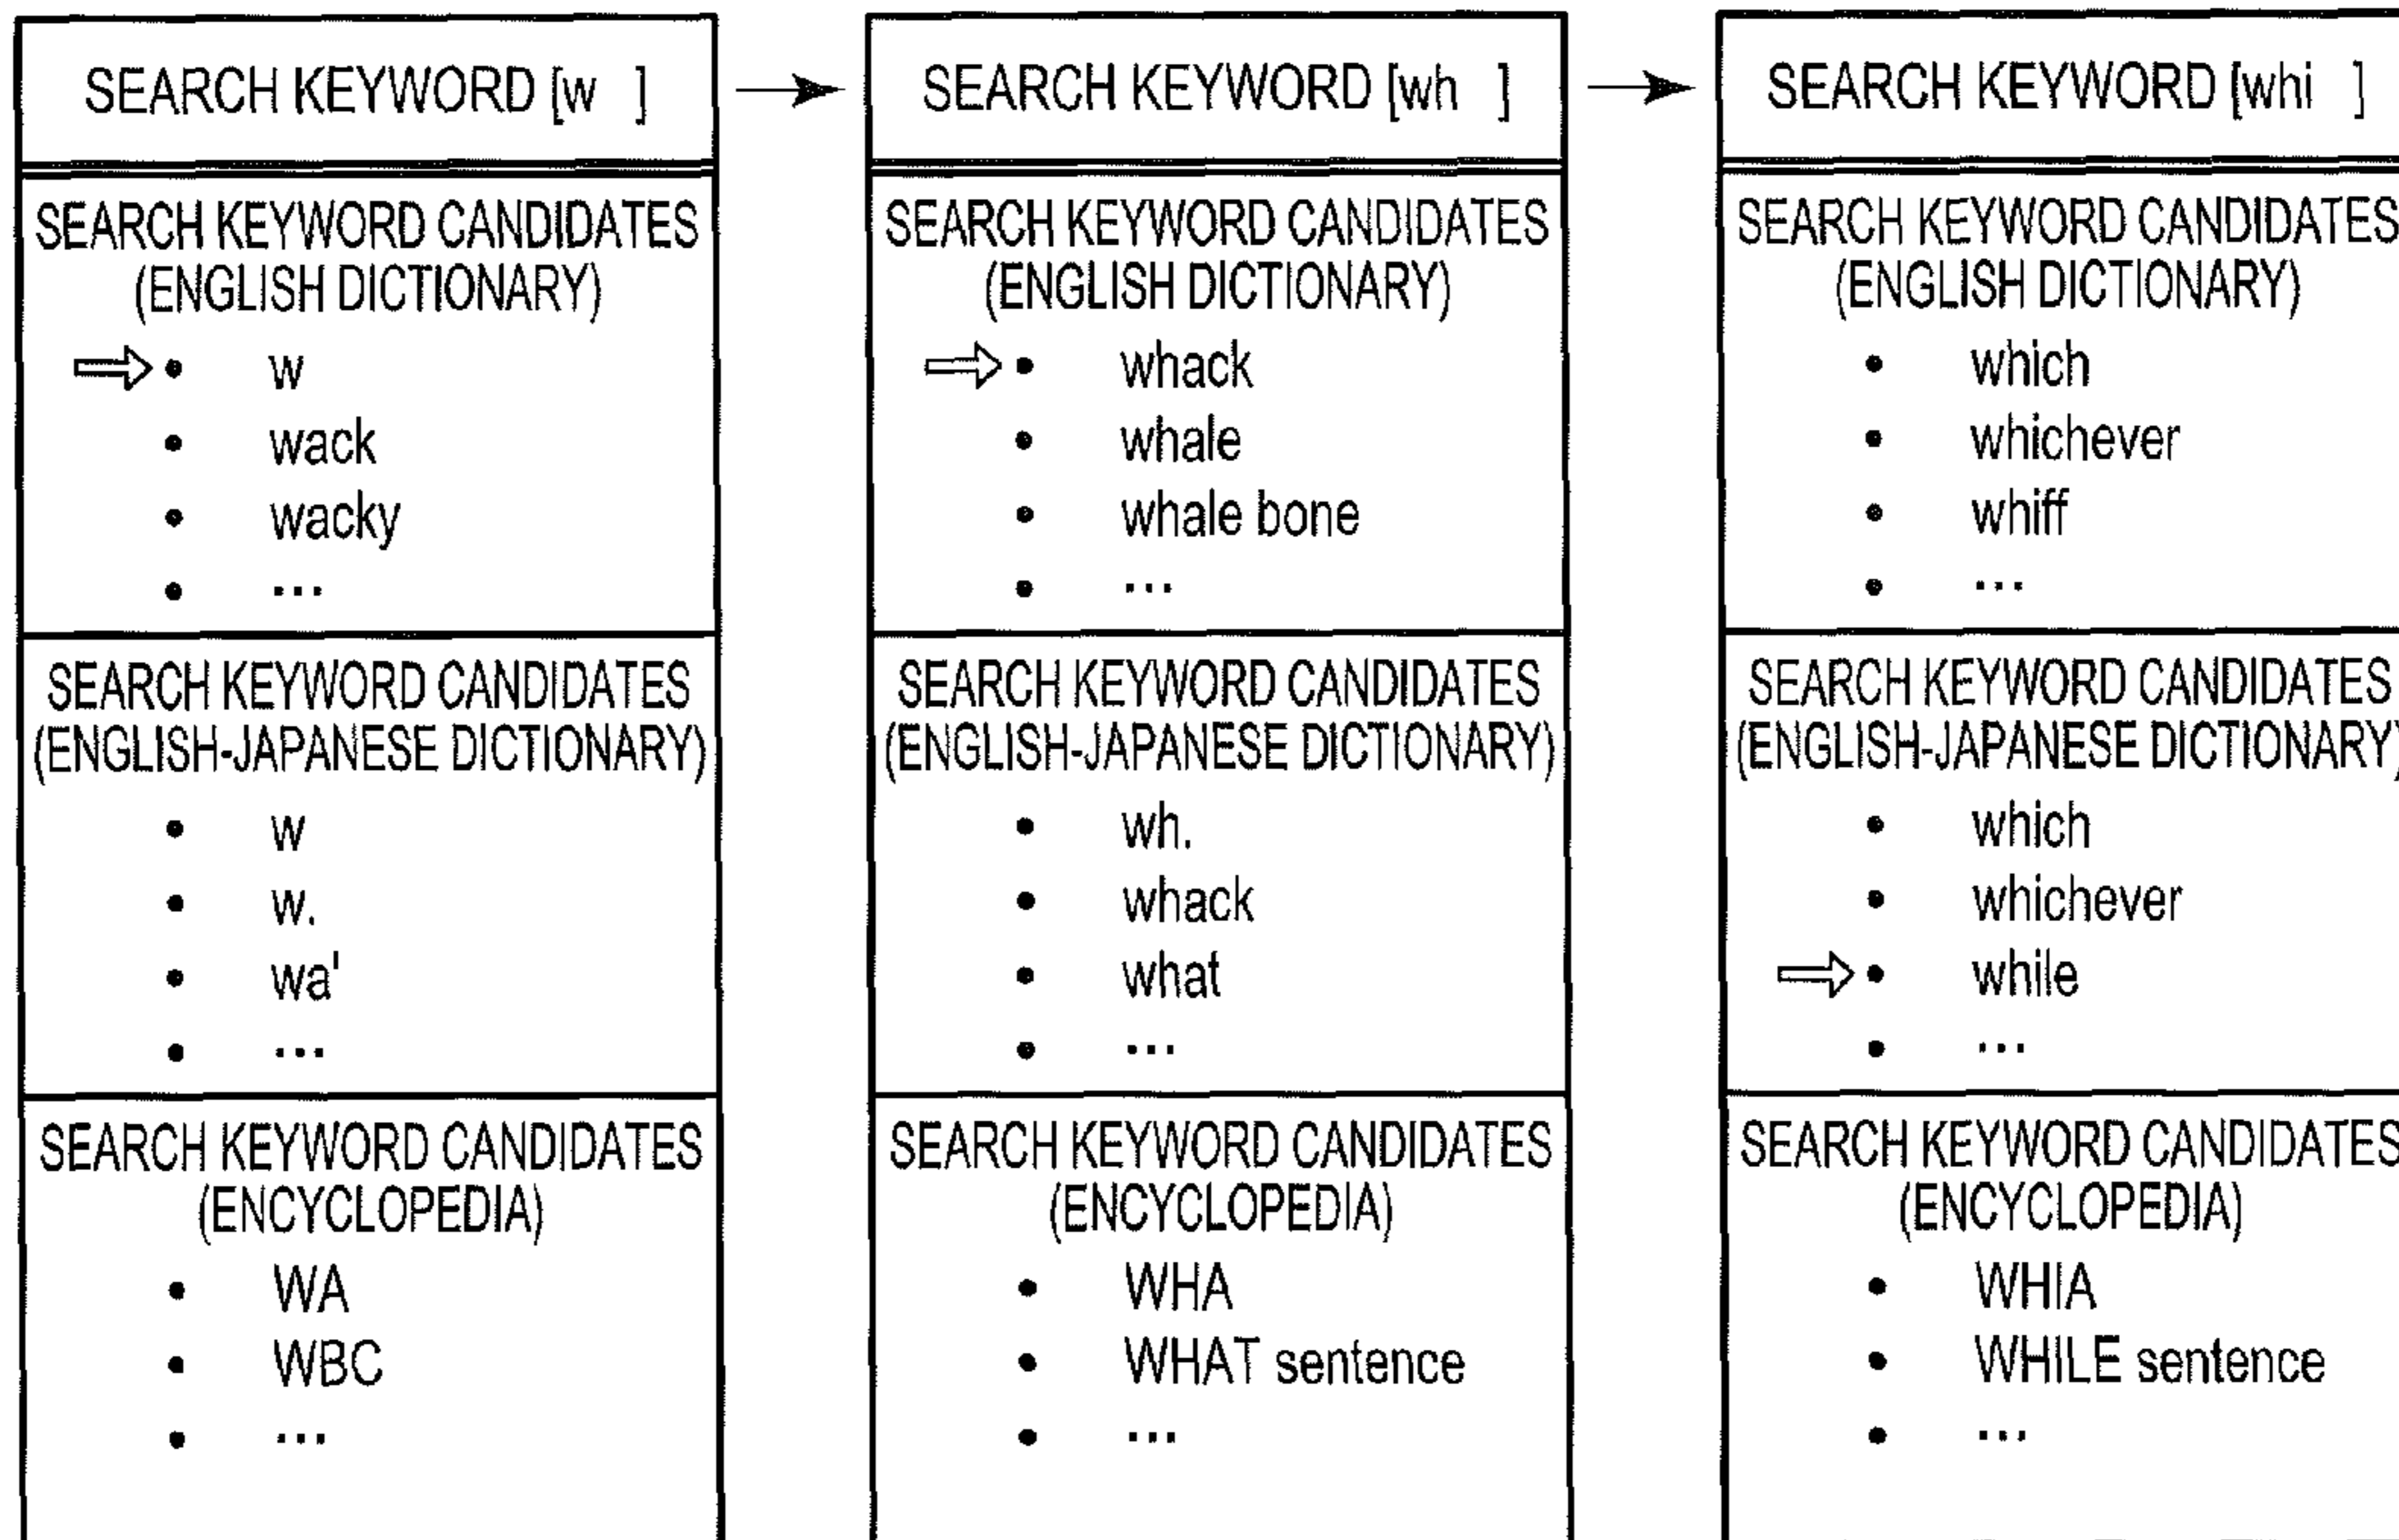 SEARCH KEYWORD [w ]
SEARCH KEYWORD CANDIDATES
(ENGLISH DICTIONARY)
• w
• wack
• wacky
• ...
SEARCH KEYWORD CANDIDATES
(ENGLISH-JAPANESE DICTIONARY)
• w
• w.
• wa'
• ...
SEARCH KEYWORD CANDIDATES
(ENCYCLOPEDIA)
• WA
• WBC
• ...
SEARCH KEYWORD [wh ]
SEARCH KEYWORD CANDIDATES
(ENGLISH DICTIONARY)
• whack
• whale
• whale bone
• ...
SEARCH KEYWORD CANDIDATES
(ENGLISH-JAPANESE DICTIONARY)
• wh.
• whack
• what
• ...
SEARCH KEYWORD CANDIDATES
(ENCYCLOPEDIA)
• WHA
• WHAT sentence
• ...
SEARCH KEYWORD [whi ]
SEARCH KEYWORD CANDIDATES
(ENGLISH DICTIONARY)
• which
• whichever
• whiff
• ...
SEARCH KEYWORD CANDIDATES
(ENGLISH-JAPANESE DICTIONARY)
• which
• whichever
• while
• ...
SEARCH KEYWORD CANDIDATES
(ENCYCLOPEDIA)
• WHIA
• WHILE sentence
• ...